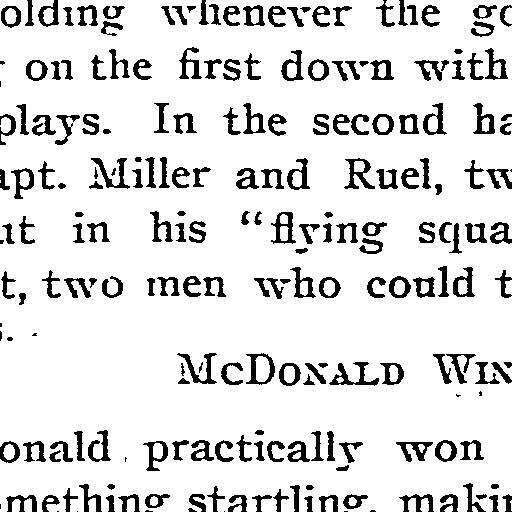 olding whenever the go
on the first down with
plays. In the second ha
apt. Miller and Ruel, tw
ut in his "flying squa
t, two men who could t
s.
McDonald Win
onald practically won
mething startling, makin